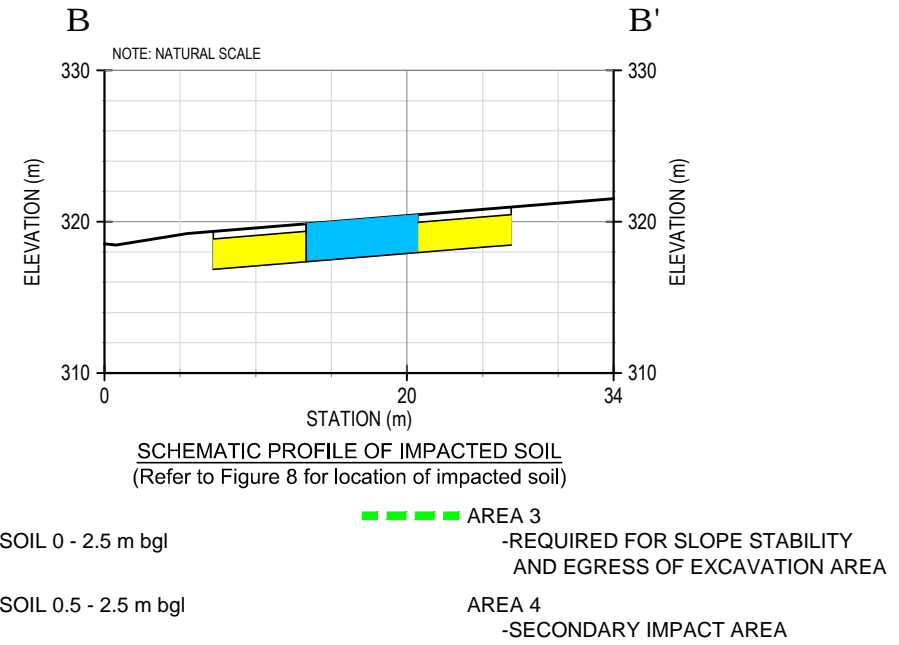 B B'
NOTE: NATURAL SCALE
330 330
ELEVATION (m) ELEVATION (m)
320 320
310 310
0 20 34
STATION (m)
SCHEMATIC PROFILE OF IMPACTED SOIL
(Refer to Figure 8 for location of impacted soil)
AREA 3
SOIL 0 - 2.5 m bgl -REQUIRED FOR SLOPE STABILITY
AND EGRESS OF EXCAVATION AREA
SOIL 0.5 - 2.5 m bgl AREA 4
-SECONDARY IMPACT AREA